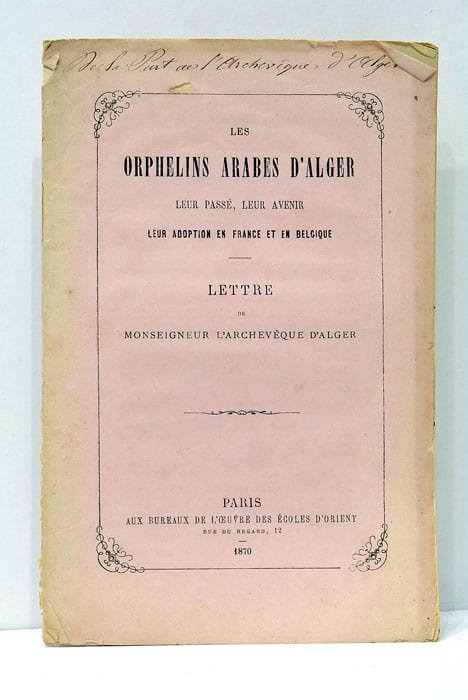 De la Part de l'Archevêque d'Alger
LES
ORPHELINS ARABES D'ALGER
LEUR PASSÉ, LEUR AVENIR
LEUR ADOPTION EN FRANCE ET EN BELGIQUE
LETTRE
DE
MONSEIGNEUR L'ARCHEVÊQUE D'ALGER
PARIS
AUX BUREAUX DE L'ŒUVRE DES ÉCOLES D'ORIENT
RUE DU REGARD, 12
1870